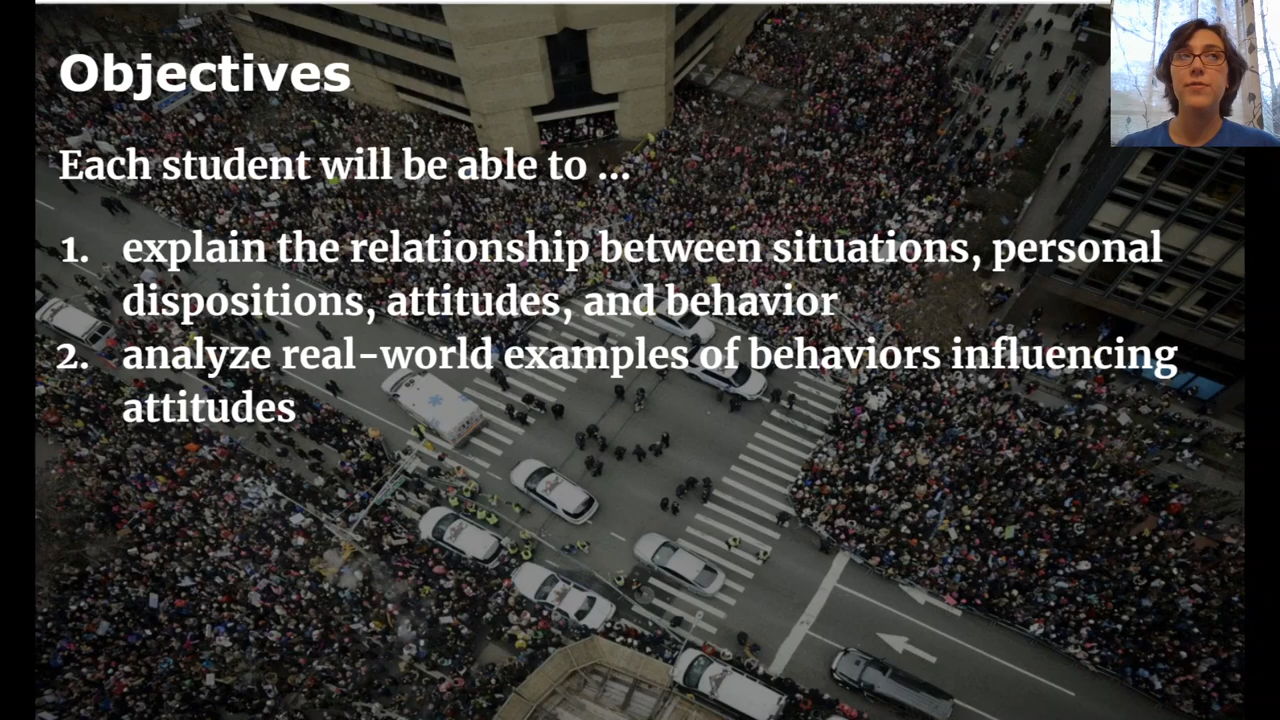 Objectives
Each student will be able to ...
1. explain the relationship between situations, personal
dispositions, attitudes, and behavior
2. analyze real-world examples of behaviors influencing
attitudes